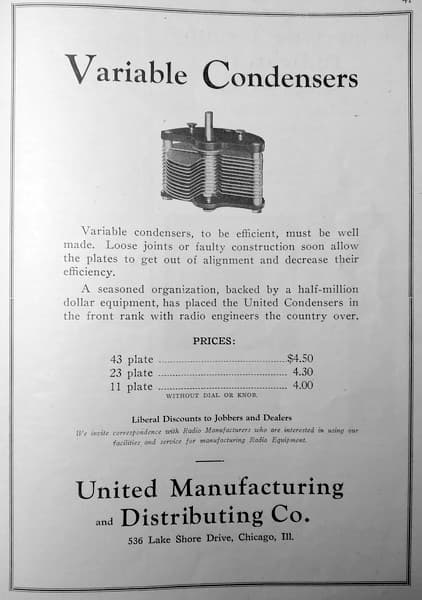 Variable Condensers
Variable condensers, to be efficient, must be well
made. Loose joints or faulty construction soon allow
the plates to get out of alignment and decrease their
efficiency.
A seasoned organization, backed by a half-million
dollar equipment, has placed the United Condensers in
the front rank with radio engineers the country over.
PRICES:
43 plate ........................................$4.50
23 plate ........................................ 4.30
11 plate ........................................ 4.00
WITHOUT DIAL OR KNOB.
Liberal Discounts to Jobbers and Dealers
We invite correspondence with Radio Manufacturers who are interested in using our
facilities and service for manufacturing Radio Equipment.
United Manufacturing
and Distributing Co.
536 Lake Shore Drive, Chicago, Ill.